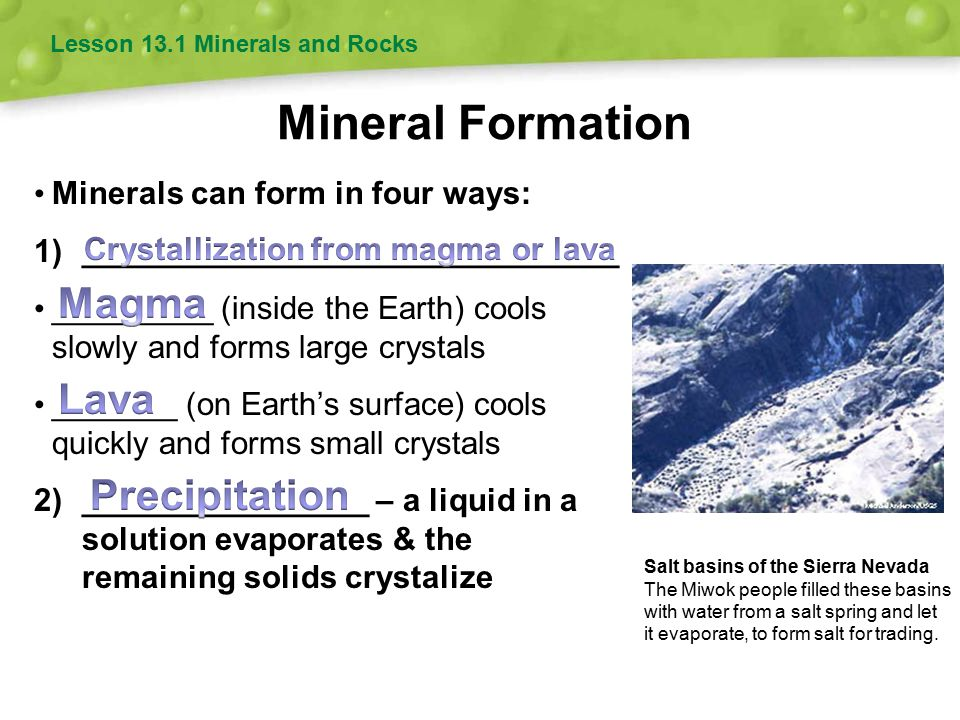 Lesson 13.1 Minerals and Rocks
Mineral Formation
• Minerals can form in four ways:
1) Crystallization from magma or lava
• Magma (inside the Earth) cools
slowly and forms large crystals
• Lava (on Earth’s surface) cools
quickly and forms small crystals
2) Precipitation – a liquid in a
solution evaporates & the
remaining solids crystalize
Salt basins of the Sierra Nevada
The Miwok people filled these basins
with water from a salt spring and let
it evaporate, to form salt for trading.